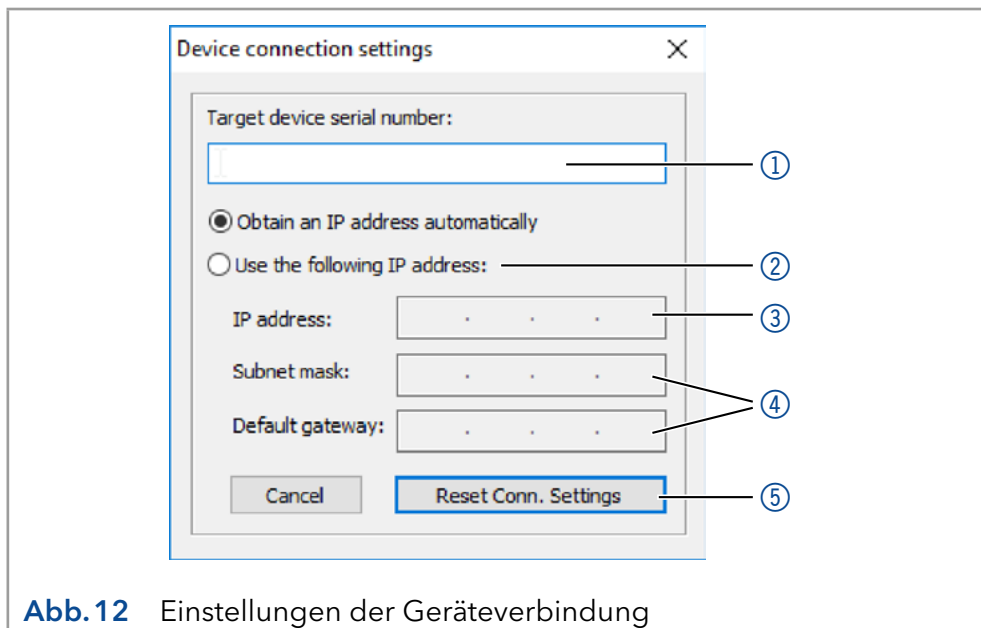 Device connection settings
Target device serial number:
①
Obtain an IP address automatically
Use the following IP address: ②
IP address: . . . ③
Subnet mask: . . .
④
Default gateway: . . .
Cancel Reset Conn. Settings ⑤
Abb. 12 Einstellungen der Geräteverbindung